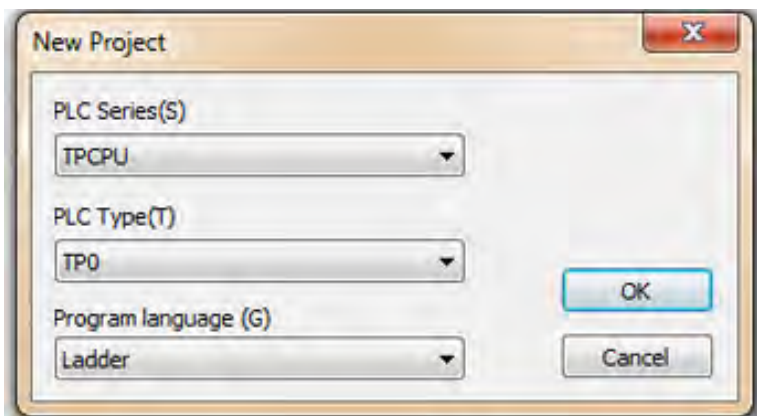 New Project
PLC Series(S)
TPCPU
PLC Type(T)
TP0
OK
Program language (G)
Ladder
Cancel